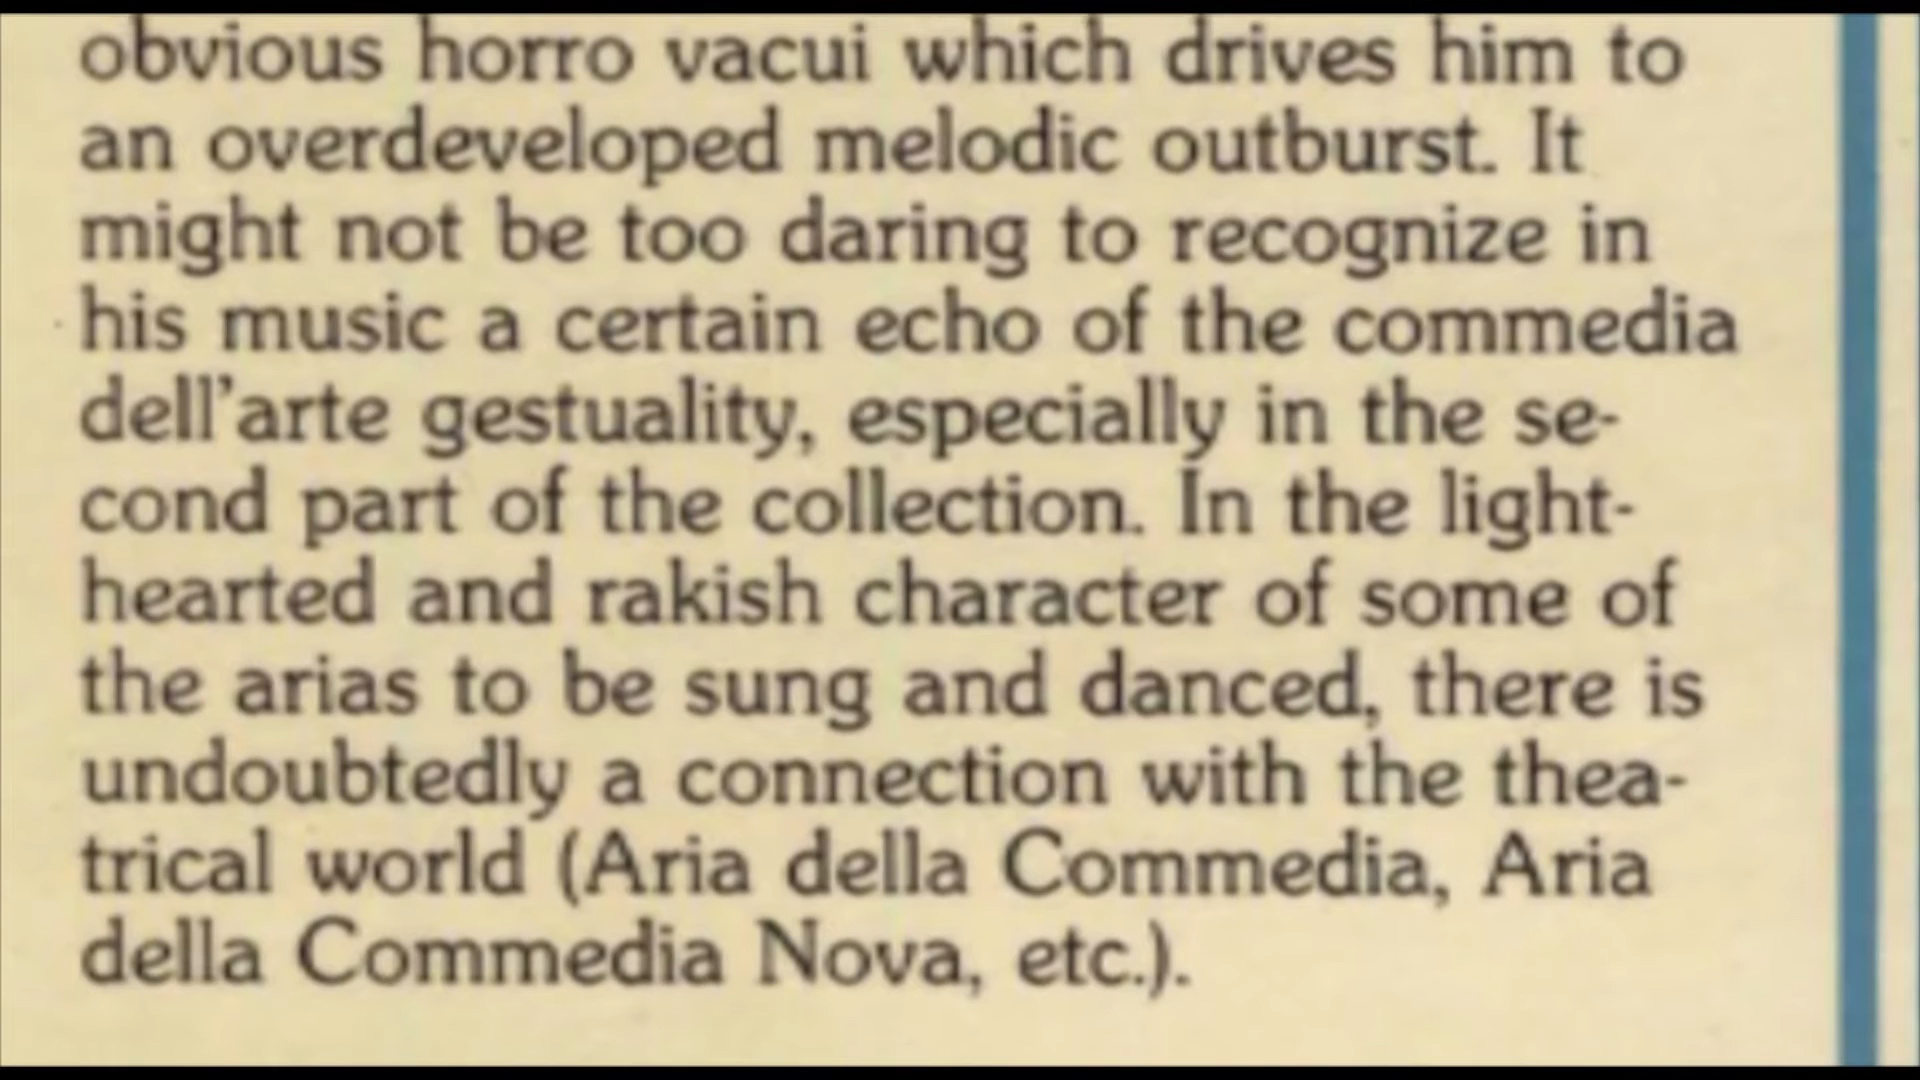 obvious horro vacui which drives him to
an overdeveloped melodic outburst. It
might not be too daring to recognize in
his music a certain echo of the commedia
dell'arte gestuality, especially in the se-
cond part of the collection. In the light-
hearted and rakish character of some of
the arias to be sung and danced, there is
undoubtedly a connection with the thea-
trical world (Aria della Commedia, Aria
della Commedia Nova, etc.).